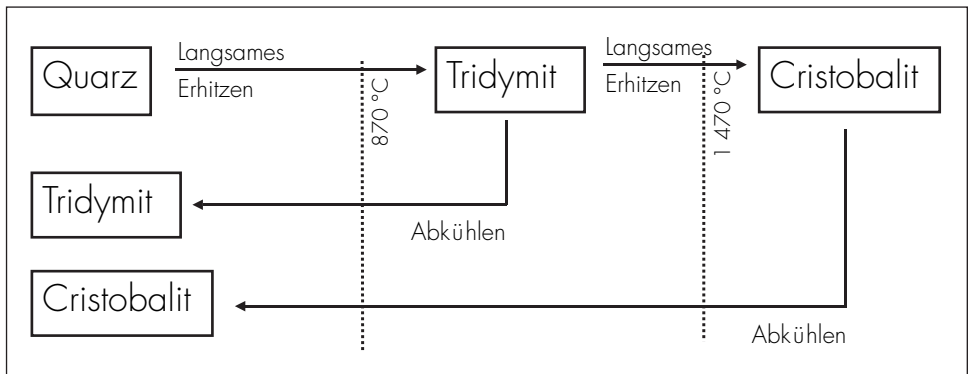 Quarz
Langsames
Erhitzen
870 °C
Tridymit
Langsames
Erhitzen
1 470 °C
Cristobalit
Tridymit
Abkühlen
Cristobalit
Abkühlen